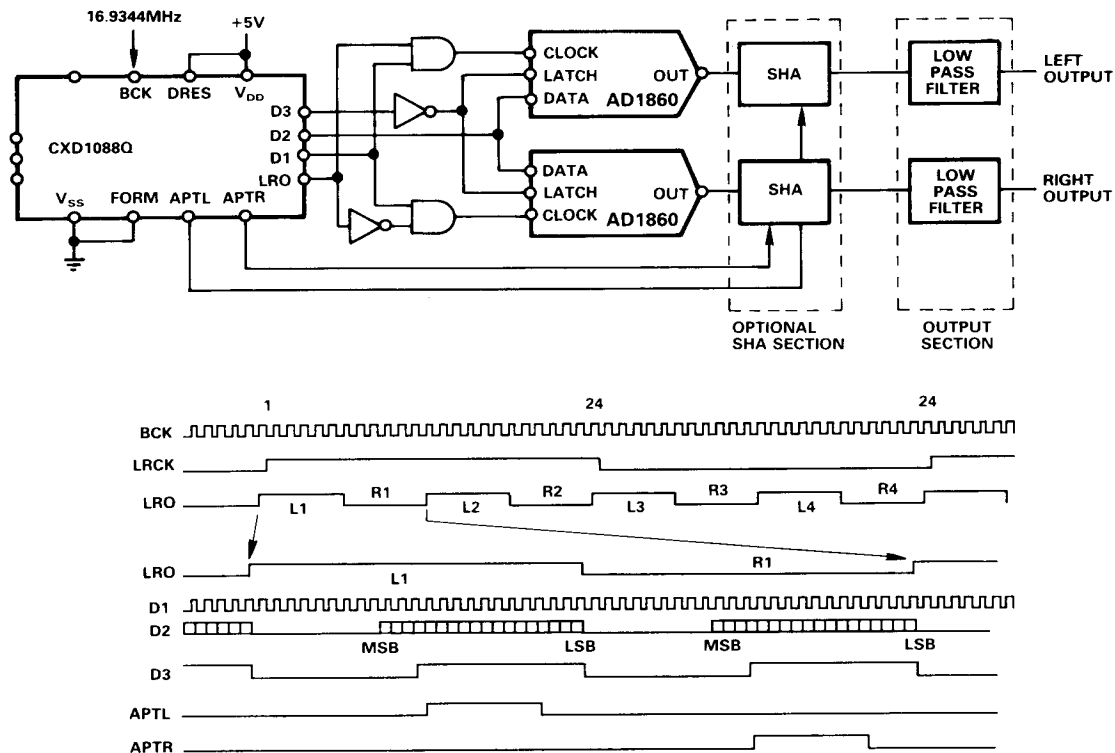 16.9344MHz
+5V
BCK
DRES
VDD
CXD1088Q
D3
D2
D1
LRO
VSS
FORM
APTL
APTR
CLOCK
LATCH
DATA
OUT
AD1860
DATA
LATCH
CLOCK
OUT
AD1860
SHA
SHA
LOW
PASS
FILTER
LOW
PASS
FILTER
LEFT
OUTPUT
RIGHT
OUTPUT
OPTIONAL
SHA SECTION
OUTPUT
SECTION
1
24
24
BCK
LRCK
LRO
L1
R1
L2
R2
L3
R3
L4
R4
LRO
L1
R1
D1
D2
MSB
LSB
MSB
LSB
D3
APTL
APTR